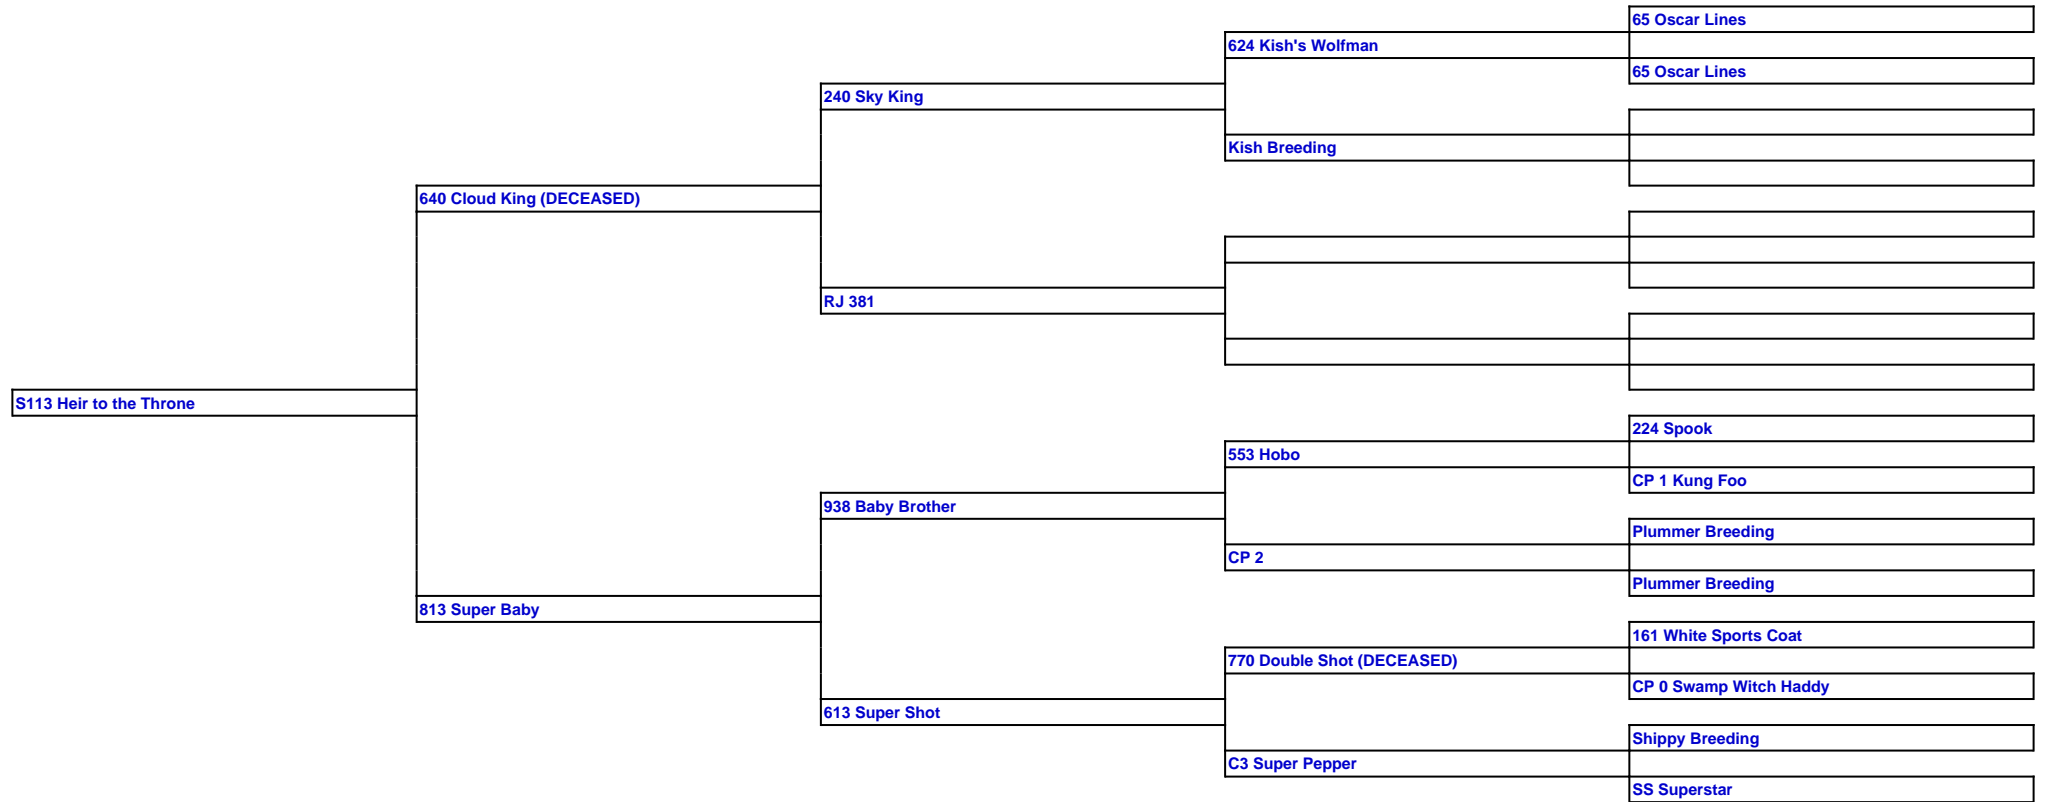 65 Oscar Lines
624 Kish's Wolfman
65 Oscar Lines
240 Sky King
Kish Breeding
640 Cloud King (DECEASED)
RJ 381
S113 Heir to the Throne
224 Spook
553 Hobo
CP 1 Kung Foo
938 Baby Brother
Plummer Breeding
CP 2
Plummer Breeding
813 Super Baby
161 White Sports Coat
770 Double Shot (DECEASED)
CP 0 Swamp Witch Haddy
613 Super Shot
Shippy Breeding
C3 Super Pepper
SS Superstar